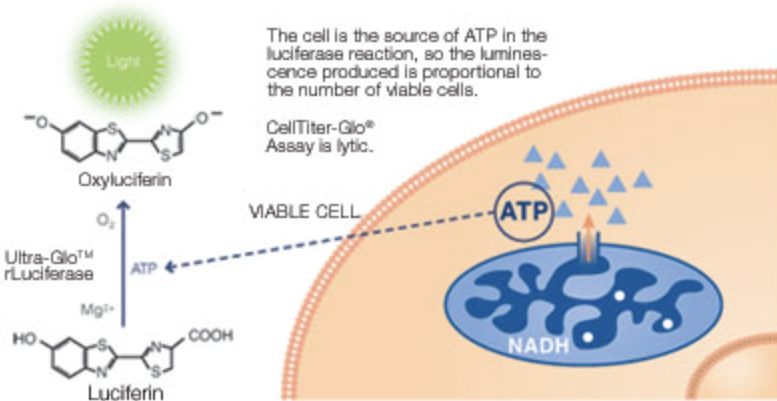 Light
The cell is the source of ATP in the
luciferase reaction, so the lumines-
cence produced is proportional to
the number of viable cells.
CellTiter-Glo®
Assay is lytic.
⁻O
S
N
N
S
O⁻
Oxyluciferin
O₂
VIABLE CELL
ATP
Ultra-Glo™
rLuciferase
ATP
Mg²⁺
NADH
HO
S
N
N
S
COOH
Luciferin